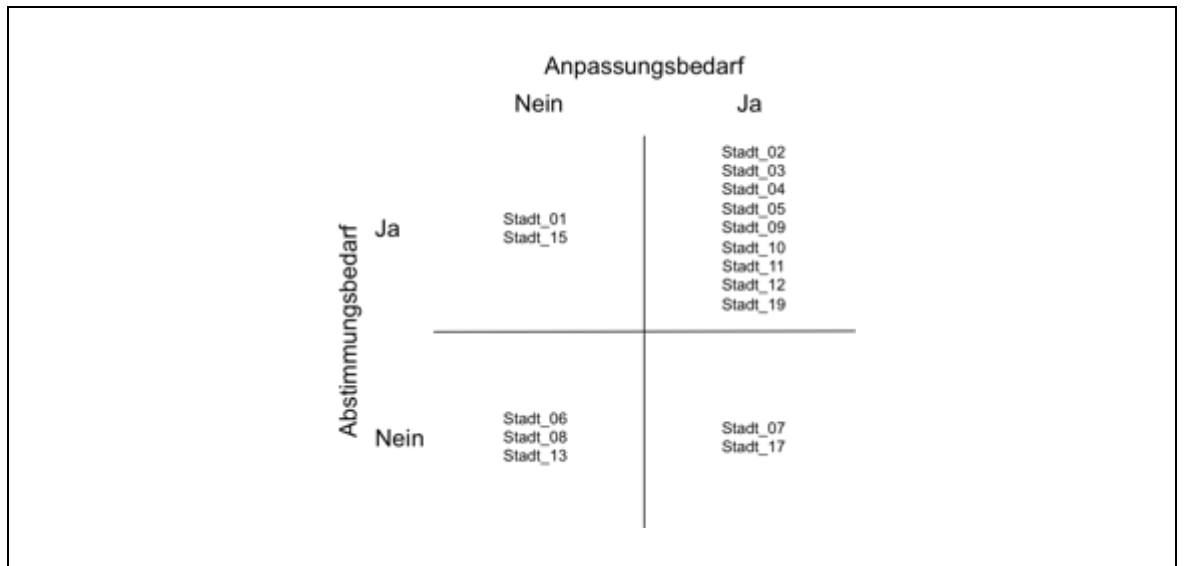 Anpassungsbedarf
Nein
Ja
Abstimmungsbedarf
Ja
Stadt_01
Stadt_15
Stadt_02
Stadt_03
Stadt_04
Stadt_05
Stadt_09
Stadt_10
Stadt_11
Stadt_12
Stadt_19
Nein
Stadt_06
Stadt_08
Stadt_13
Stadt_07
Stadt_17